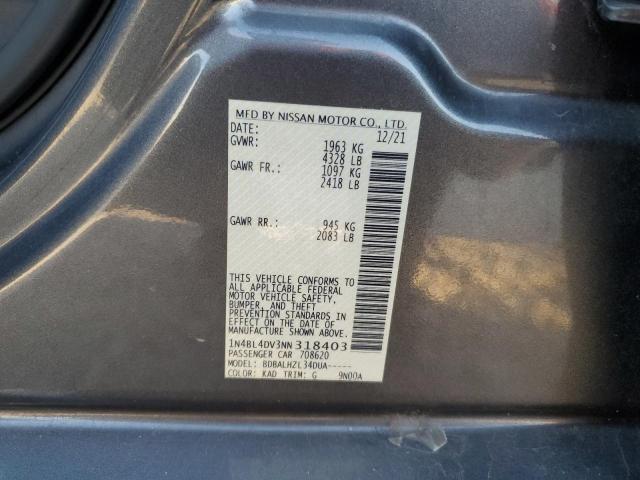 MFD BY NISSAN MOTOR CO., LTD.
DATE: 12/21
GVWR: 1963 KG
4328 LB
GAWR FR.: 1097 KG
2418 LB
GAWR RR.: 945 KG
2083 LB
THIS VEHICLE CONFORMS TO
ALL APPLICABLE FEDERAL
MOTOR VEHICLE SAFETY,
BUMPER, AND THEFT
PREVENTION STANDARDS IN
EFFECT ON THE DATE OF
MANUFACTURE SHOWN ABOVE.
1N4BL4DV3NN 318403
PASSENGER CAR 708620
MODEL: BDBALHZL34DUA-----
COLOR: KAD TRIM: G 9N00A